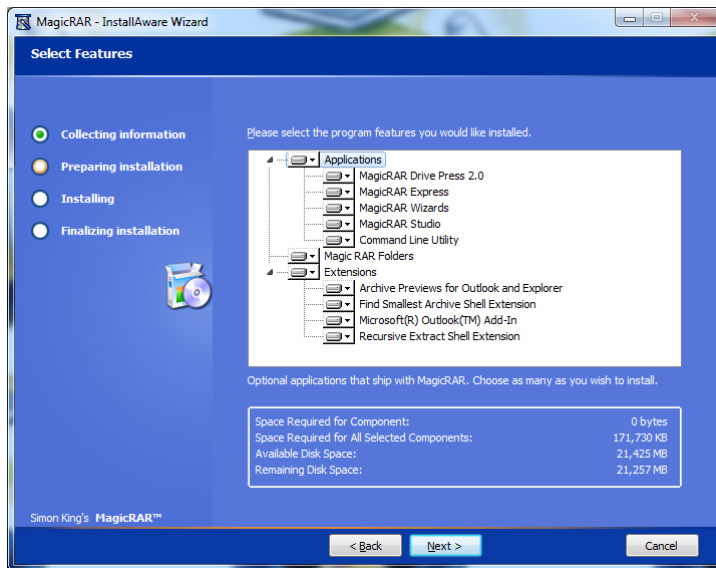 MagicRAR - InstallAware Wizard
Select Features
Collecting information
Preparing installation
Installing
Finalizing installation
Please select the program features you would like installed.
Applications
MagicRAR Drive Press 2.0
MagicRAR Express
MagicRAR Wizards
MagicRAR Studio
Command Line Utility
Magic RAR Folders
Extensions
Archive Previews for Outlook and Explorer
Find Smallest Archive Shell Extension
Microsoft(R) Outlook(TM) Add-In
Recursive Extract Shell Extension
Optional applications that ship with MagicRAR. Choose as many as you wish to install.
Space Required for Component: 0 bytes
Space Required for All Selected Components: 171,730 KB
Available Disk Space: 21,425 MB
Remaining Disk Space: 21,257 MB
Simon King's MagicRAR™
< Back Next > Cancel